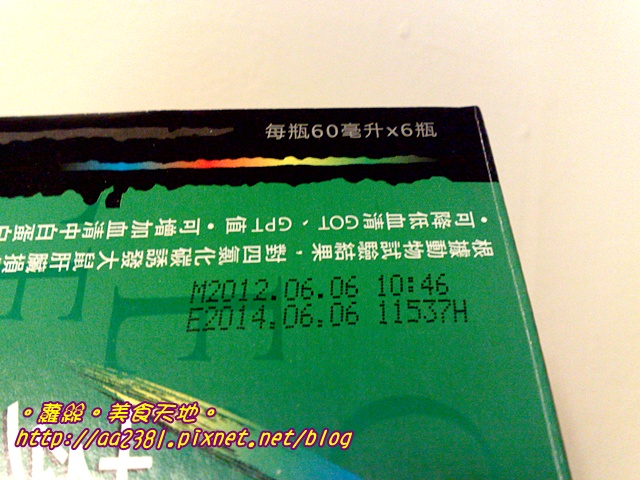 每瓶60毫升x6瓶
根據動物試驗結果，對四氯化碳誘發大鼠肝臟損
•可降低血清GOT、GPT值•可增加血清中白蛋白
M2012.06.06 10:46
E2014.06.06 11537H
。蘿絲。美食天地。
http://aa2381.pixnet.net/blog